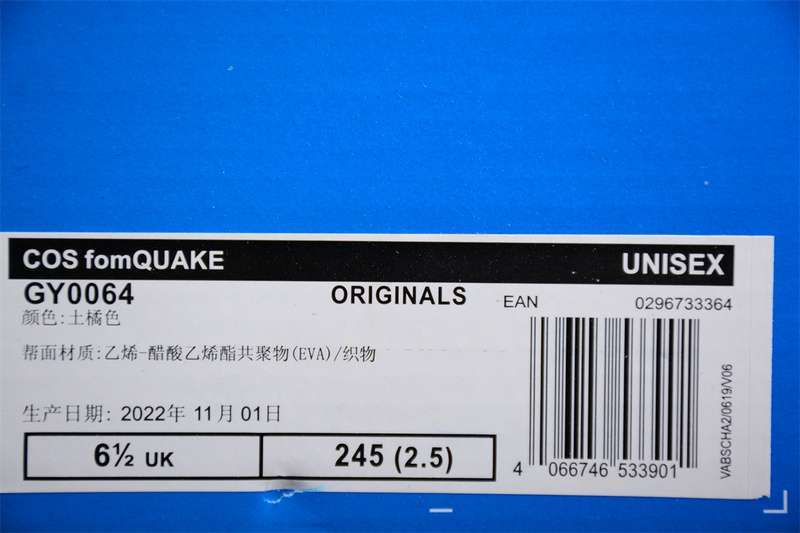 COS fomQUAKE UNISEX
GY0064 ORIGINALS EAN 0296733364
颜色:土橘色
帮面材质:乙烯-醋酸乙烯酯共聚物(EVA)/织物
生产日期: 2022年 11月 01日
6½ UK 245 (2.5)
4 066746 533901
VABSCHA2/0619/V06